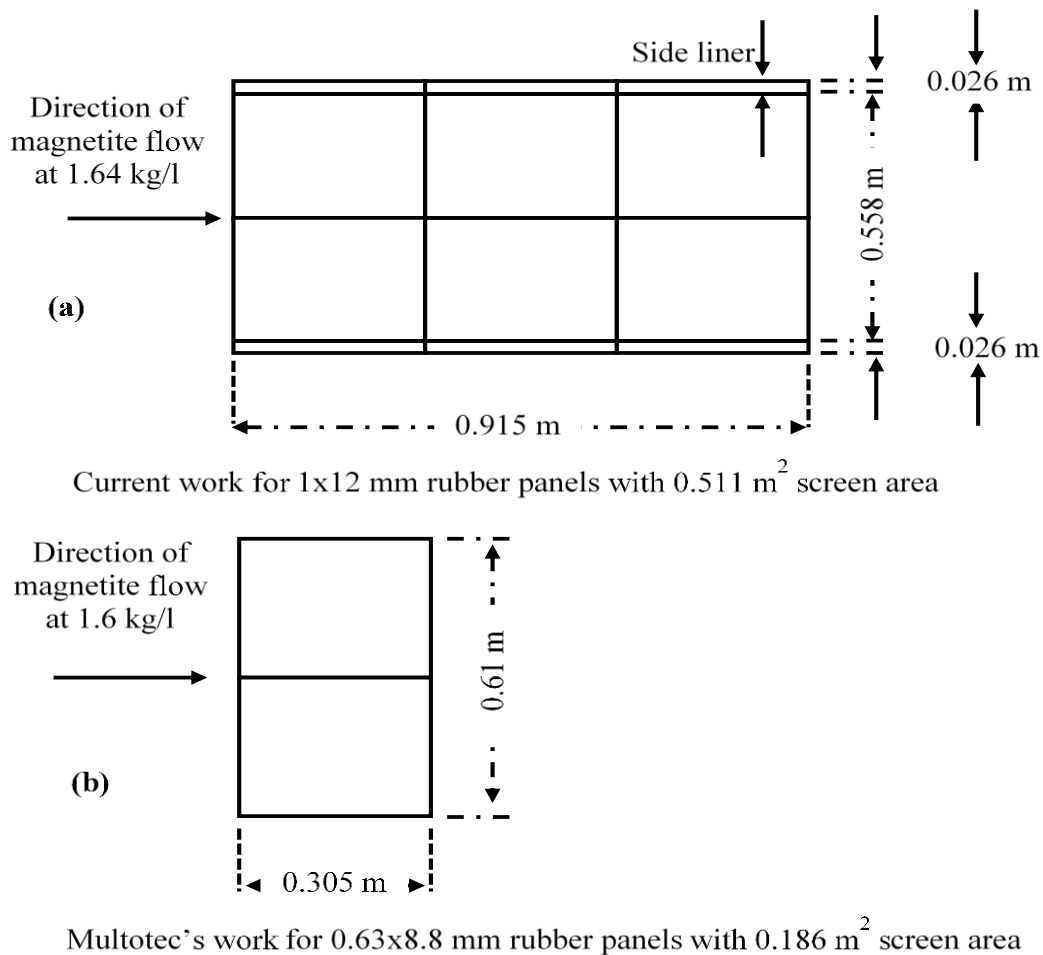 Side liner
0.026 m
Direction of
magnetite flow
at 1.64 kg/l
0.558 m
(a)
0.026 m
0.915 m
Current work for 1x12 mm rubber panels with 0.511 m² screen area
Direction of
magnetite flow
at 1.6 kg/l
0.61 m
(b)
0.305 m
Multotec's work for 0.63x8.8 mm rubber panels with 0.186 m² screen area